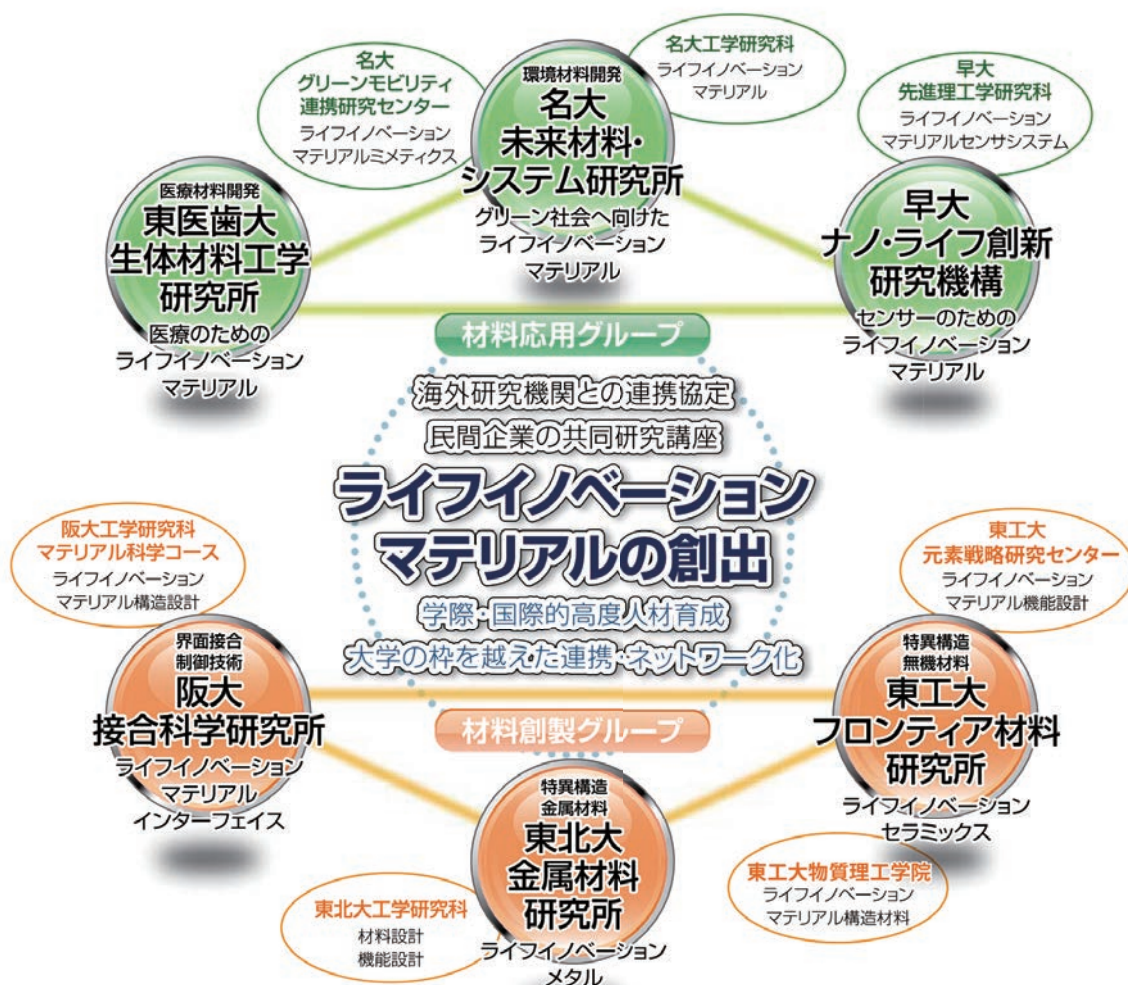 名大
グリーンモビリティ
連携研究センター
ライフイノベーション
マテリアルミメティクス
環境材料開発
名大
未来材料・
システム研究所
グリーン社会へ向けた
ライフイノベーション
マテリアル
名大工学研究科
ライフイノベーション
マテリアル
早大
先進理工学研究科
ライフイノベーション
マテリアルセンサシステム
医療材料開発
東医歯大
生体材料工学
研究所
医療のための
ライフイノベーション
マテリアル
早大
ナノ・ライフ創新
研究機構
センサーのための
ライフイノベーション
マテリアル
材料応用グループ
海外研究機関との連携協定
民間企業の共同研究講座
ライフイノベーション
マテリアルの創出
学際・国際的高度人材育成
大学の枠を越えた連携・ネットワーク化
材料創製グループ
阪大工学研究科
マテリアル科学コース
ライフイノベーション
マテリアル構造設計
界面接合
制御技術
阪大
接合科学研究所
ライフイノベーション
マテリアル
インターフェイス
東工大
元素戦略研究センター
ライフイノベーション
マテリアル機能設計
特異構造
無機材料
東工大
フロンティア材料
研究所
ライフイノベーション
セラミックス
特異構造
金属材料
東北大
金属材料
研究所
ライフイノベーション
メタル
東北大工学研究科
材料設計
機能設計
東工大物質理工学院
ライフイノベーション
マテリアル構造材料